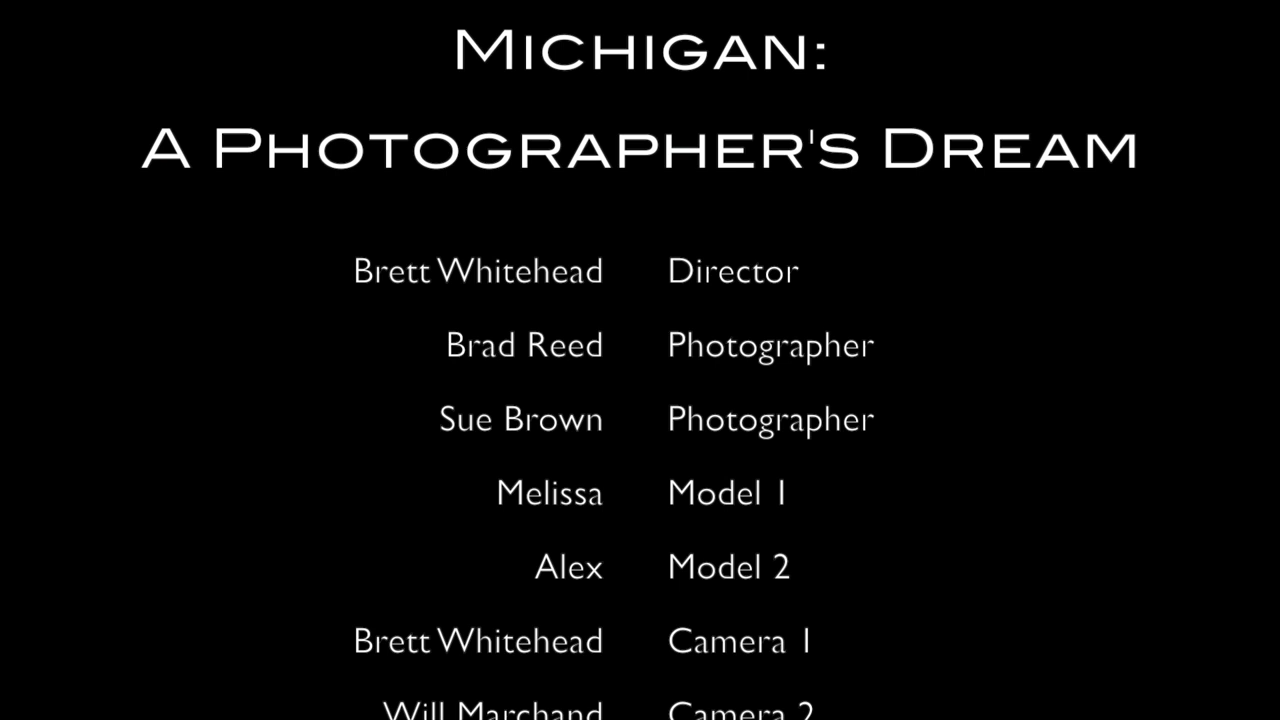 MICHIGAN:
A PHOTOGRAPHER'S DREAM
Brett Whitehead Director
Brad Reed Photographer
Sue Brown Photographer
Melissa Model 1
Alex Model 2
Brett Whitehead Camera 1
Will Marchand Camera 2